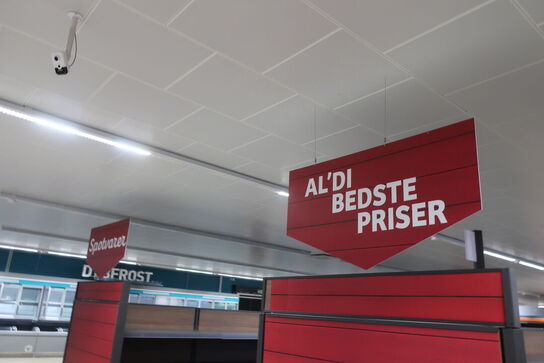 AL'DI
BEDSTE
PRISER
Spotvarer
DYBFROST